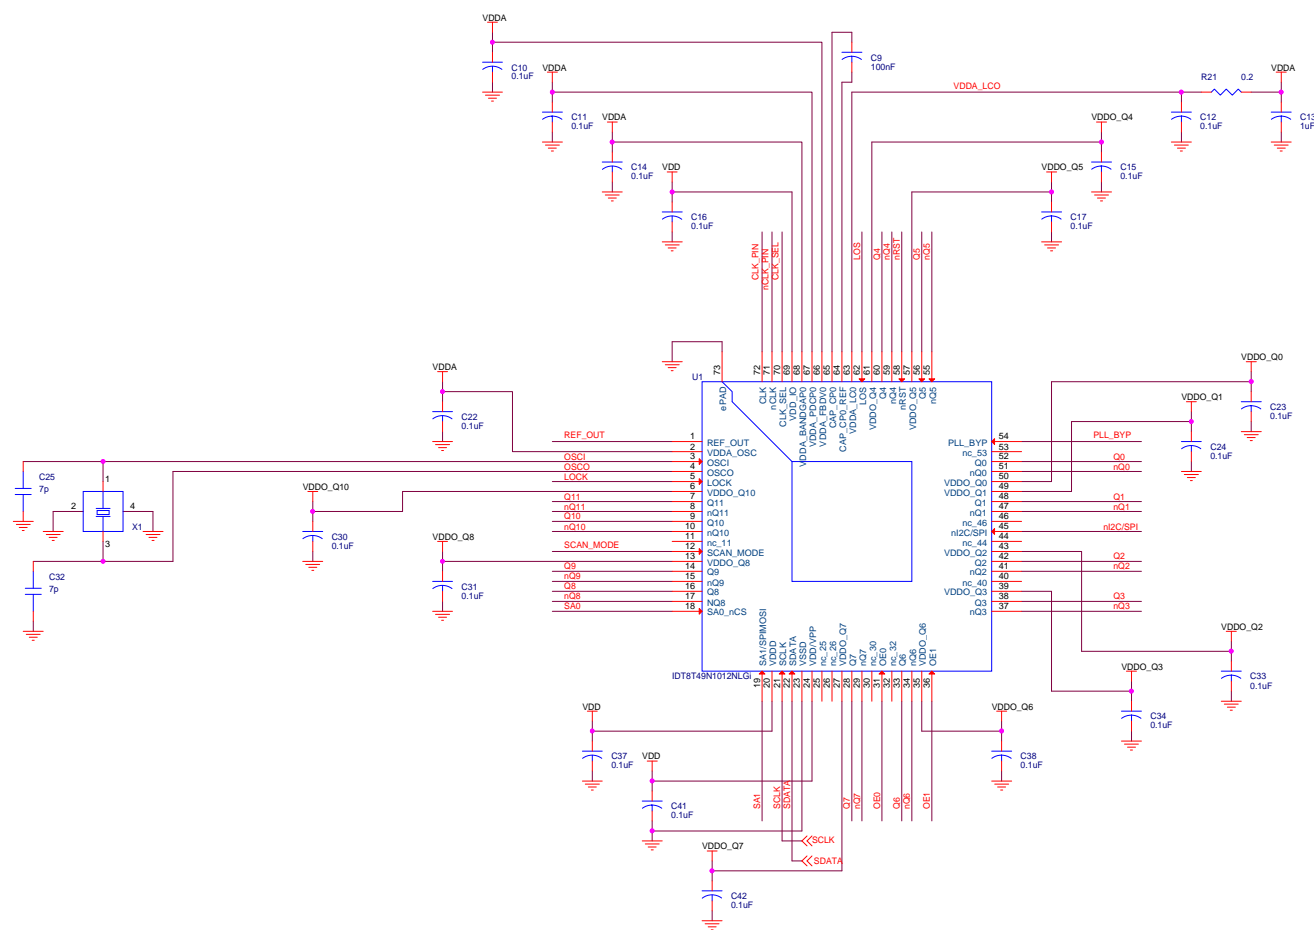 VDDA
C10
0.1uF
C9
100nF
VDDA
C11
0.1uF
VDDA_LCO
R21
0.2
VDDA
C12
0.1uF
C13
1uF
VDDA
C14
0.1uF
VDDO_Q4
C15
0.1uF
VDD
C16
0.1uF
VDDO_Q5
C17
0.1uF
CLK_PIN
nCLK_PIN
CLK_SEL
LOS
Q4
nQ4
nRST
Q5
nQ5
73
72
71
70
69
68
67
66
65
64
63
62
61
60
59
58
57
56
55
U1
ePAD
CLK
nCLK
CLK_SEL
VDD_IO
VDDA_BANDGAP0
VDDA_PDCP0
VDDA_FBDV0
CAP_CP0
CAP_CP0_REF
VDDA_LC0
LOS
VDDO_Q4
Q4
nQ4
nRST
VDDO_Q5
Q5
nQ5
VDDA
C22
0.1uF
VDDO_Q0
C23
0.1uF
VDDO_Q1
C24
0.1uF
REF_OUT 1 REF_OUT
2 VDDA_OSC
OSCI 3 OSCI
OSCO 4 OSCO
LOCK 5 LOCK
6 VDDO_Q10
Q11 7 Q11
nQ11 8 nQ11
Q10 9 Q10
nQ10 10 nQ10
11 nc_11
SCAN_MODE 12 SCAN_MODE
13 VDDO_Q8
Q9 14 Q9
nQ9 15 nQ9
Q8 16 Q8
nQ8 17 NQ8
SA0 18 SA0_nCS
PLL_BYP 54 PLL_BYP
nc_53 53
Q0 52 Q0
nQ0 51 nQ0
VDDO_Q0 50
VDDO_Q1 49
Q1 48 Q1
nQ1 47 nQ1
nc_46 46
nI2C/SPI 45 nI2C/SPI
nc_44 44
VDDO_Q2 43
Q2 42 Q2
nQ2 41 nQ2
nc_40 40
VDDO_Q3 39
Q3 38 Q3
nQ3 37 nQ3
C25
7p
1
2
4
X1
3
C32
7p
VDDO_Q10
C30
0.1uF
VDDO_Q8
C31
0.1uF
SA1/SPIMOSI
VDDD
SCLK
SDATA
VSSD
VDD/VPP
nc_25
nc_26
VDDO_Q7
Q7
nQ7
nc_30
OE0
nc_32
Q6
nQ6
VDDO_Q6
OE1
IDT8T49N1012NLGi
19
20
21
22
23
24
25
26
27
28
29
30
31
32
33
34
35
36
VDDO_Q2
C33
0.1uF
VDDO_Q3
C34
0.1uF
VDD
C37
0.1uF
VDDO_Q6
C38
0.1uF
VDD
C41
0.1uF
SA1
SCLK
SDATA
Q7
nQ7
OE0
Q6
nQ6
OE1
SCLK
SDATA
VDDO_Q7
C42
0.1uF